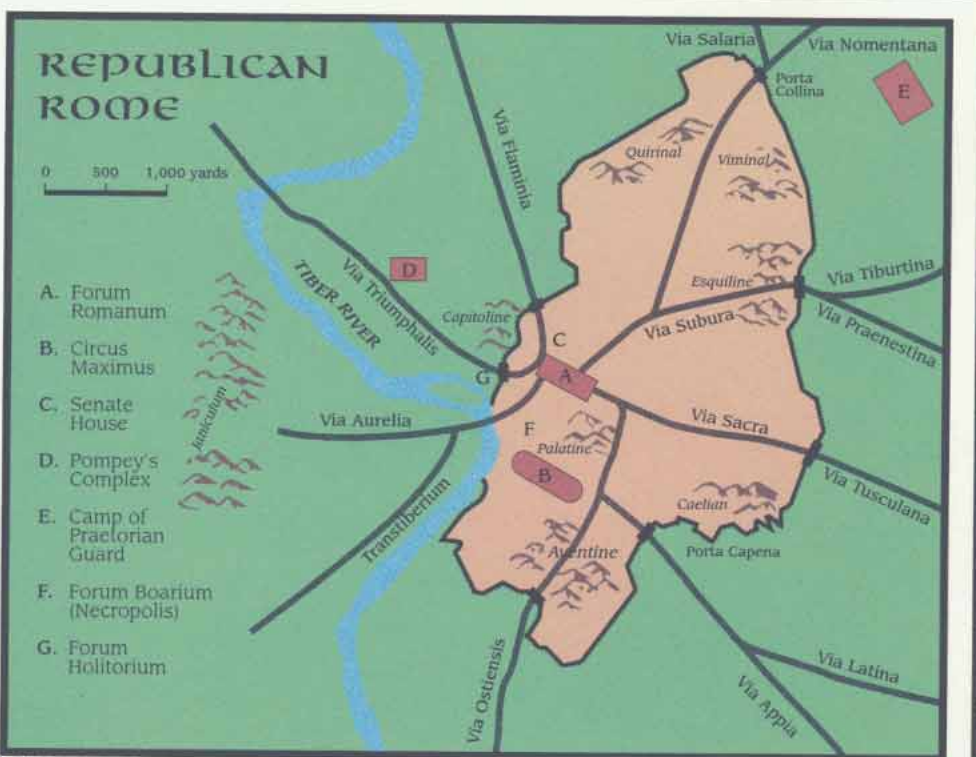 REPUBLICAN
ROME
0 500 1,000 yards
A. Forum
Romanum
B. Circus
Maximus
C. Senate
House
D. Pompey's
Complex
E. Camp of
Praetorian
Guard
F. Forum Boarium
(Necropolis)
G. Forum
Holitorium
Via Salaria
Via Nomentana
Porta
Collina
E
Via Flaminia
Quirinal
Viminal
TIBER RIVER
Via Triumphalis
D
Capitoline
Esquiline
Via Tiburtina
Via Praenestina
Via Subura
C
G
A
Janiculum
Via Aurelia
F
Palatine
B
Via Sacra
Via Tusculana
Caelian
Transtiberium
Aventine
Porta Capena
Via Ostiensis
Via Latina
Via Appia